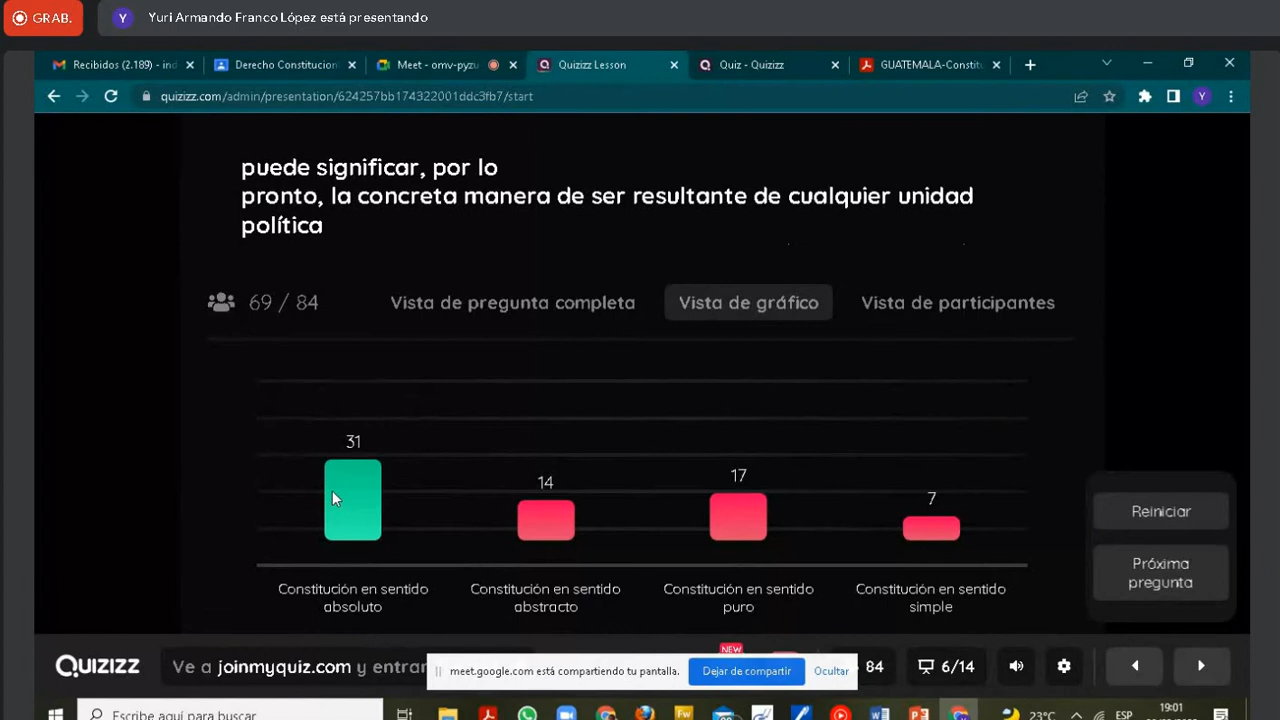 GRAB.
Y
Yuri Armando Franco López está presentando
Recibidos (2.189) - ind
Derecho Constitucion
Meet - omv-pyzu
Quizizz Lesson
Quiz - Quizizz
GUATEMALA-Constit
quizizz.com/admin/presentation/624257bb174322001ddc3fb7/start
Y
puede significar, por lo
pronto, la concreta manera de ser resultante de cualquier unidad
política
69 / 84
Vista de pregunta completa
Vista de gráfico
Vista de participantes
31
14
17
7
Constitución en sentido
absoluto
Constitución en sentido
abstracto
Constitución en sentido
puro
Constitución en sentido
simple
Reiniciar
Próxima
pregunta
QUIZIZZ
Ve a joinmyquiz.com y entrar
NEW
meet.google.com está compartiendo tu pantalla.
Dejar de compartir
Ocultar
84
6/14
Escribe aquí para buscar
Fw
23°C
ESP
19:01